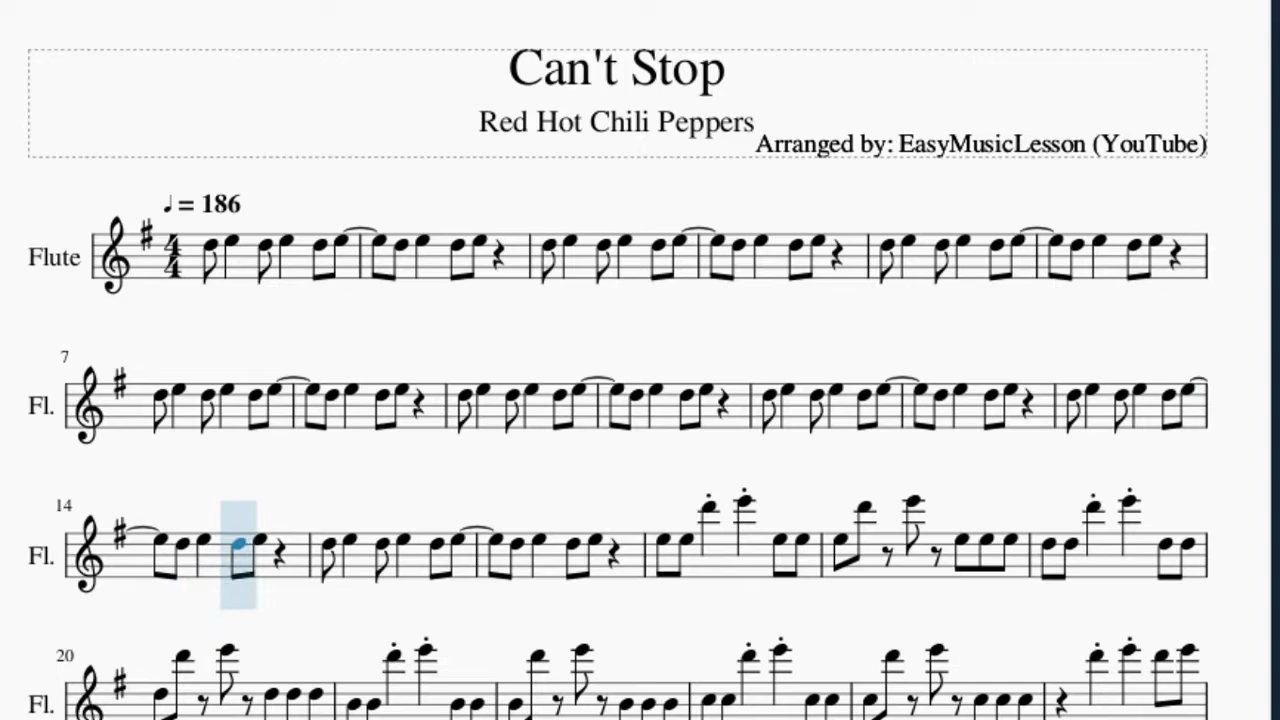 Can't Stop
Red Hot Chili Peppers
Arranged by: EasyMusicLesson (YouTube)
♩ = 186
Flute
4
4
7
Fl.
14
Fl.
20
Fl.